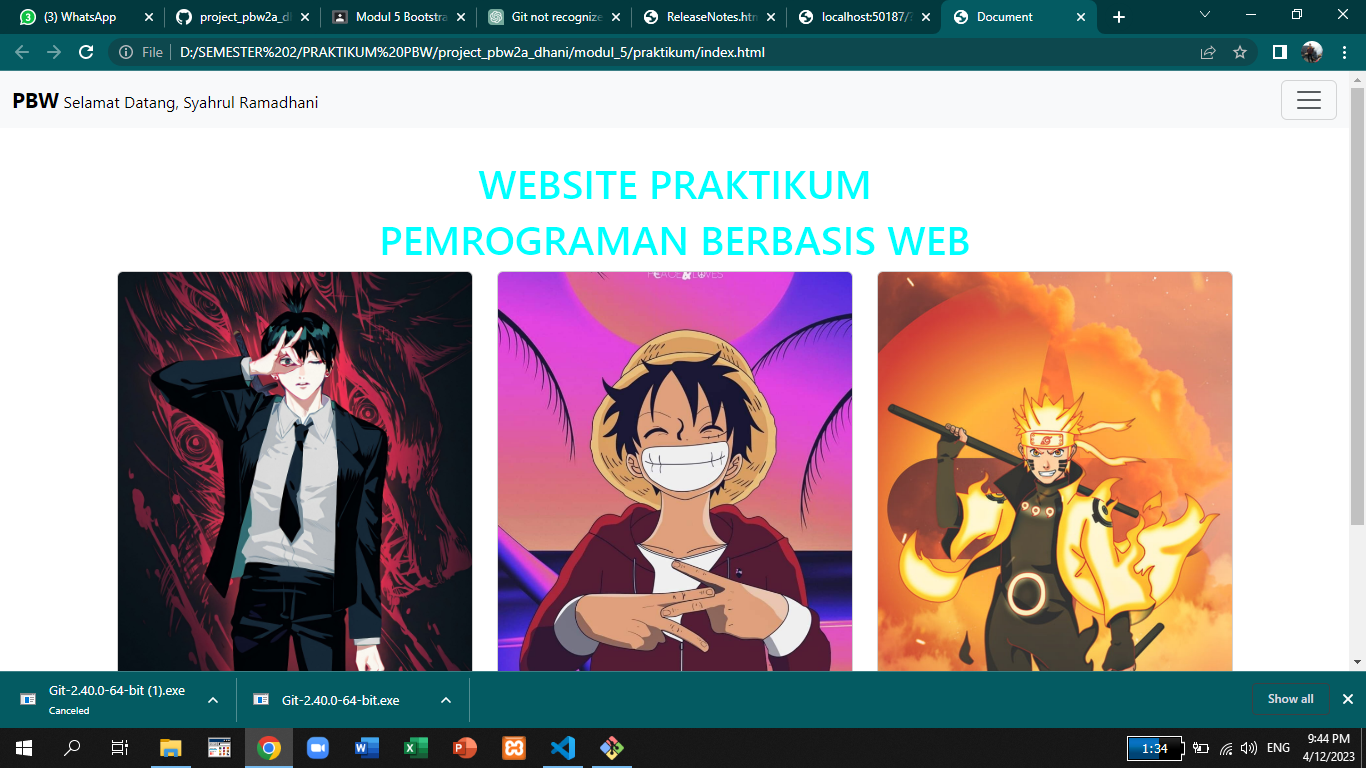 (3) WhatsApp
project_pbw2a_dh
Modul 5 Bootstra
Git not recognize
ReleaseNotes.htm
localhost:50187/?
Document
File
D:/SEMESTER%202/PRAKTIKUM%20PBW/project_pbw2a_dhani/modul_5/praktikum/index.html
PBW Selamat Datang, Syahrul Ramadhani
WEBSITE PRAKTIKUM
PEMROGRAMAN BERBASIS WEB
PEACE & LOVES
Git-2.40.0-64-bit (1).exe
Canceled
Git-2.40.0-64-bit.exe
Show all
1:34
ENG
9:44 PM
4/12/2023